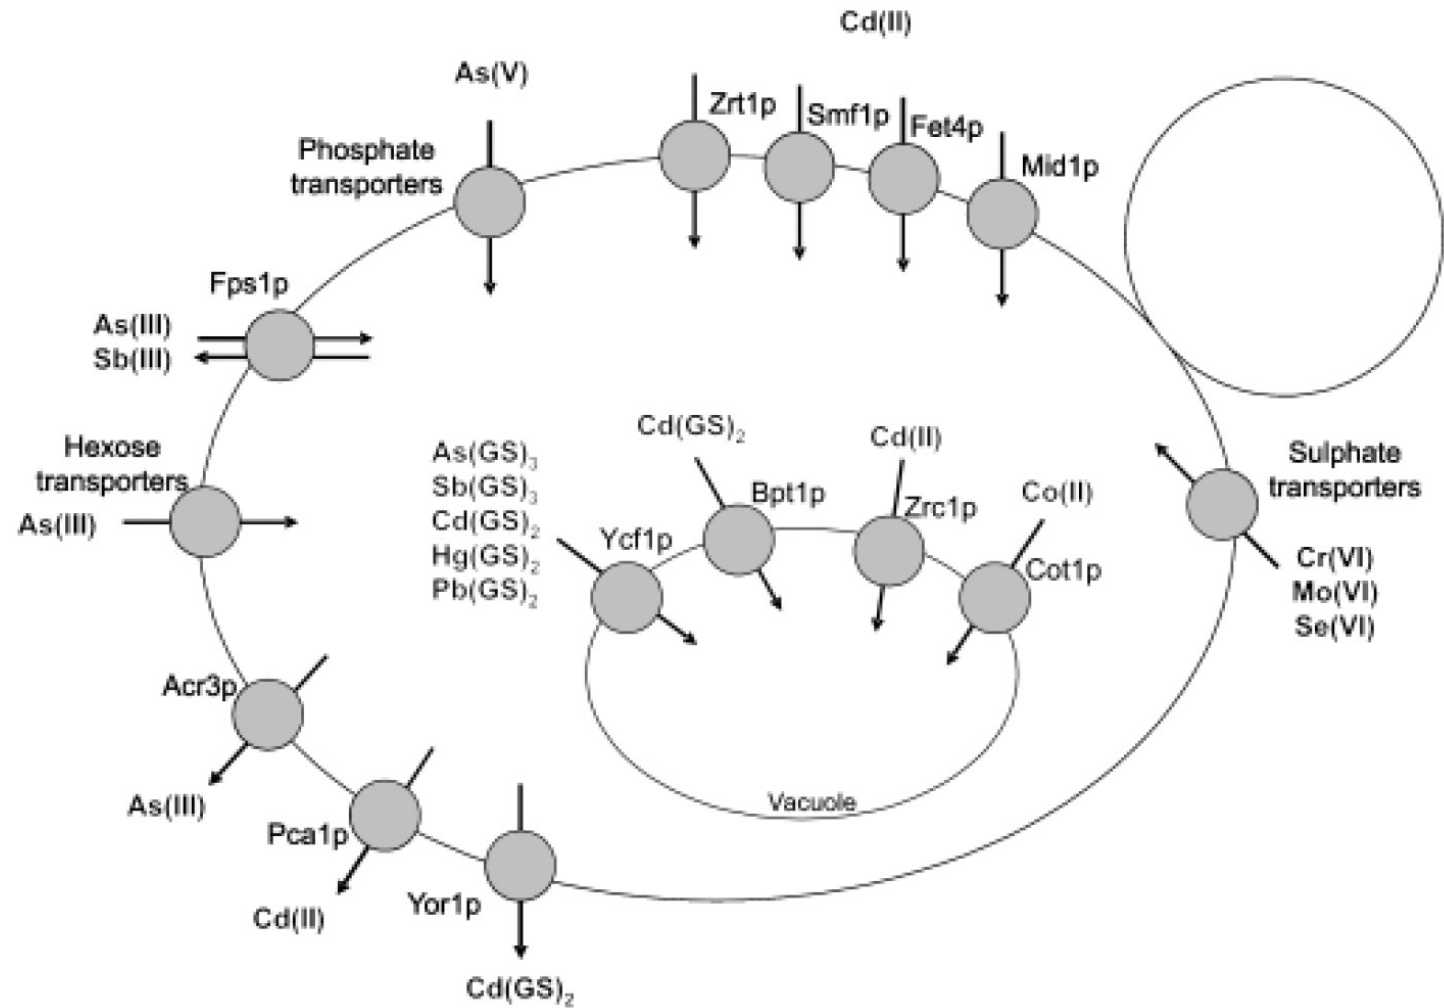 Cd(II)
As(V)
Zrt1p
Smf1p
Fet4p
Mid1p
Phosphate
transporters
Fps1p
As(III)
Sb(III)
Hexose
transporters
As(III)
As(GS)₃
Sb(GS)₃
Cd(GS)₂
Hg(GS)₂
Pb(GS)₂
Cd(GS)₂
Cd(II)
Co(II)
Ycf1p
Bpt1p
Zrc1p
Cot1p
Sulphate
transporters
Cr(VI)
Mo(VI)
Se(VI)
Acr3p
As(III)
Vacuole
Pca1p
Cd(II)
Yor1p
Cd(GS)₂